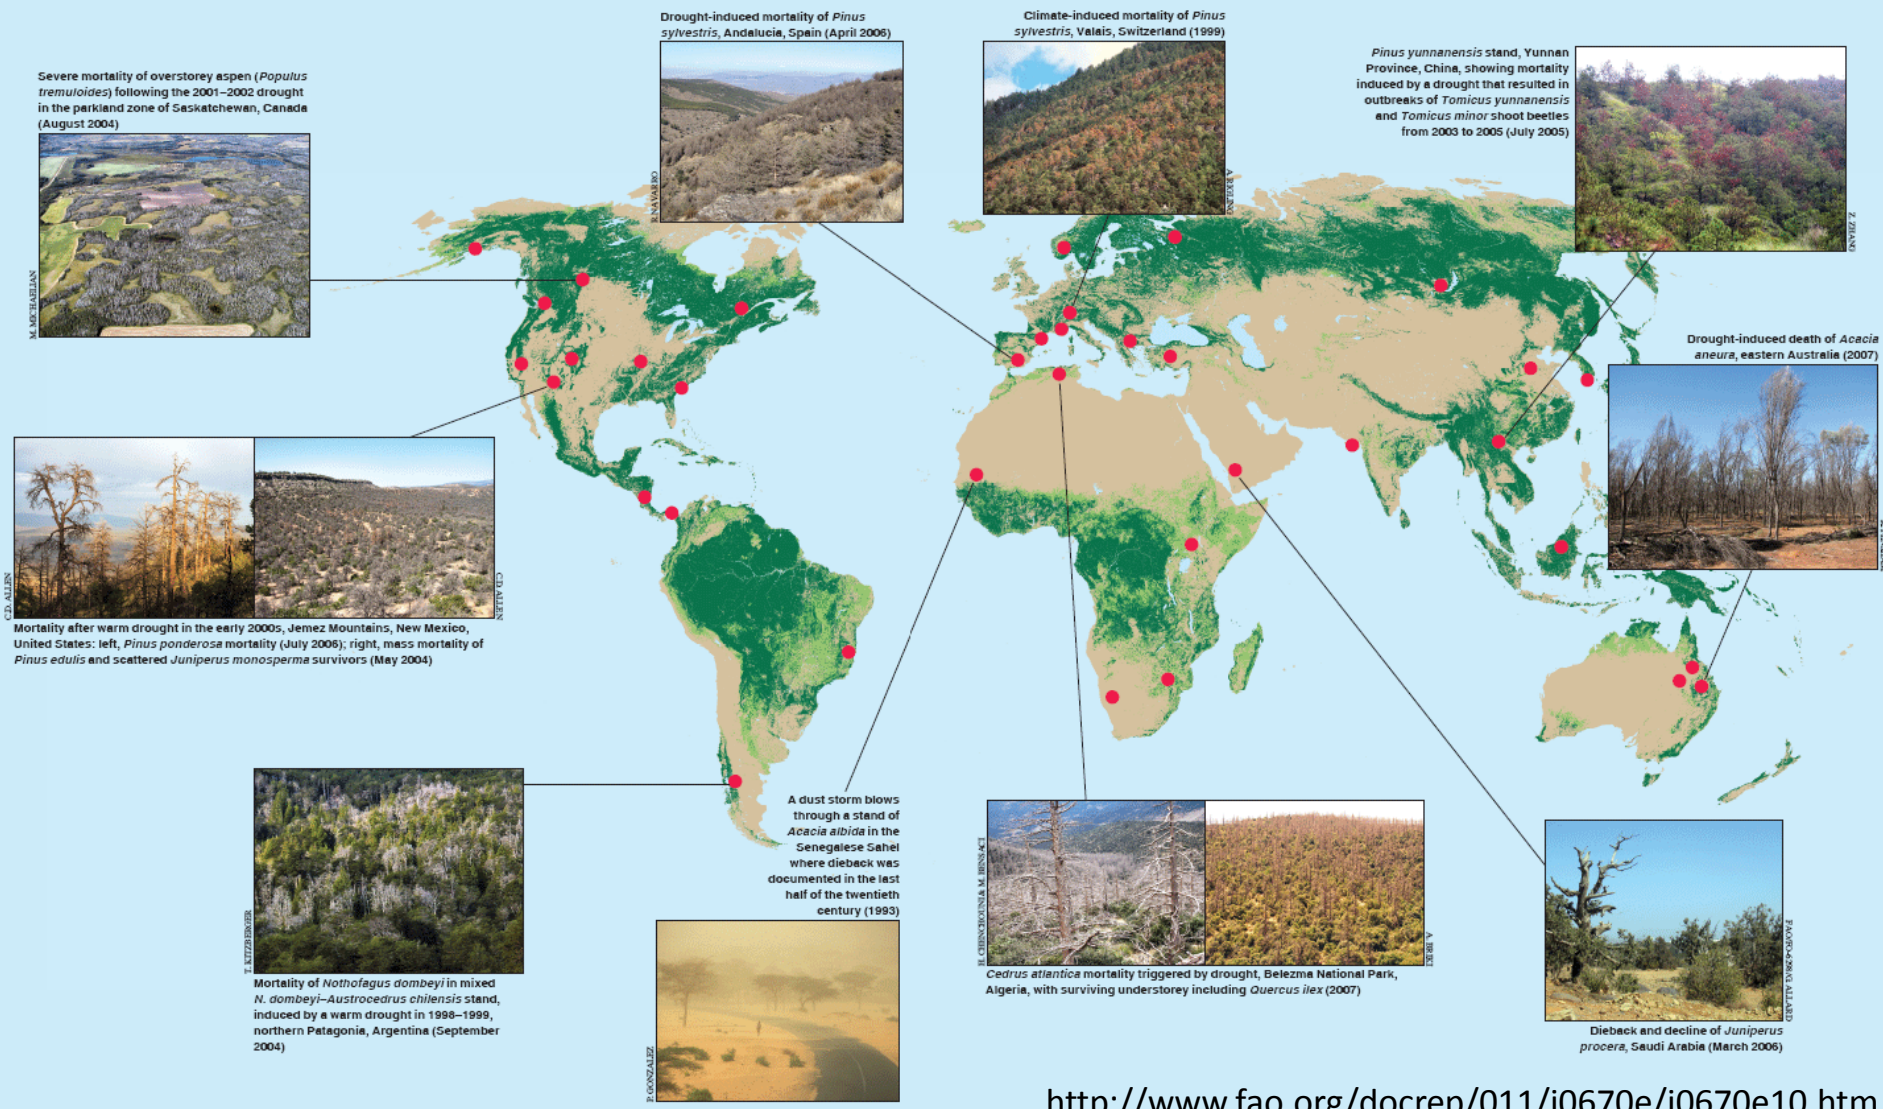 Drought-induced mortality of Pinus
sylvestris, Andalucia, Spain (April 2006)
R. NAVARRO
Climate-induced mortality of Pinus
sylvestris, Valais, Switzerland (1999)
A. RIGLING
Pinus yunnanensis stand, Yunnan
Province, China, showing mortality
induced by a drought that resulted in
outbreaks of Tomicus yunnanensis
and Tomicus minor shoot beetles
from 2003 to 2005 (July 2005)
Z. ZHANG
Severe mortality of overstorey aspen (Populus
tremuloides) following the 2001–2002 drought
in the parkland zone of Saskatchewan, Canada
(August 2004)
M. MICHAELIAN
Drought-induced death of Acacia
aneura, eastern Australia (2007)
C.D. ALLEN
C.D. ALLEN
Mortality after warm drought in the early 2000s, Jemez Mountains, New Mexico,
United States: left, Pinus ponderosa mortality (July 2006); right, mass mortality of
Pinus edulis and scattered Juniperus monosperma survivors (May 2004)
T. KITZBERGER
Mortality of Nothofagus dombeyi in mixed
N. dombeyi–Austrocedrus chilensis stand,
induced by a warm drought in 1998–1999,
northern Patagonia, Argentina (September
2004)
A dust storm blows
through a stand of
Acacia albida in the
Senegalese Sahel
where dieback was
documented in the last
half of the twentieth
century (1993)
P. GONZALEZ
H. CHENCHOUNI & M. BENSACI
A. BRIKI
Cedrus atlantica mortality triggered by drought, Belezma National Park,
Algeria, with surviving understorey including Quercus ilex (2007)
FAO/FO-6298/G. ALLARD
Dieback and decline of Juniperus
procera, Saudi Arabia (March 2006)
http://www.fao.org/docrep/011/i0670e/i0670e10.htm